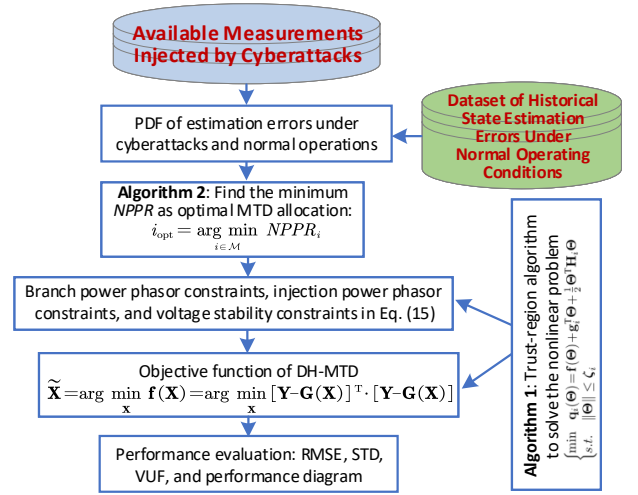 Available Measurements
Injected by Cyberattacks
Dataset of Historical
State Estimation
Errors Under
Normal Operating
Conditions
PDF of estimation errors under
cyberattacks and normal operations
Algorithm 2: Find the minimum
NPPR as optimal MTD allocation:
i_opt = arg min_{i∈ℳ} NPPR_i
Branch power phasor constraints, injection power phasor
constraints, and voltage stability constraints in Eq. (15)
Objective function of DH-MTD
X̃=arg min_X f(X)=arg min_X [Y–G(X)]^T·[Y–G(X)]
Performance evaluation: RMSE, STD,
VUF, and performance diagram
Algorithm 1: Trust-region algorithm
to solve the nonlinear problem
{min q_i(Θ)=f(Θ)+g_i^TΘ+½Θ^TH_iΘ
s.t. ‖Θ‖ ≤ ζ_i